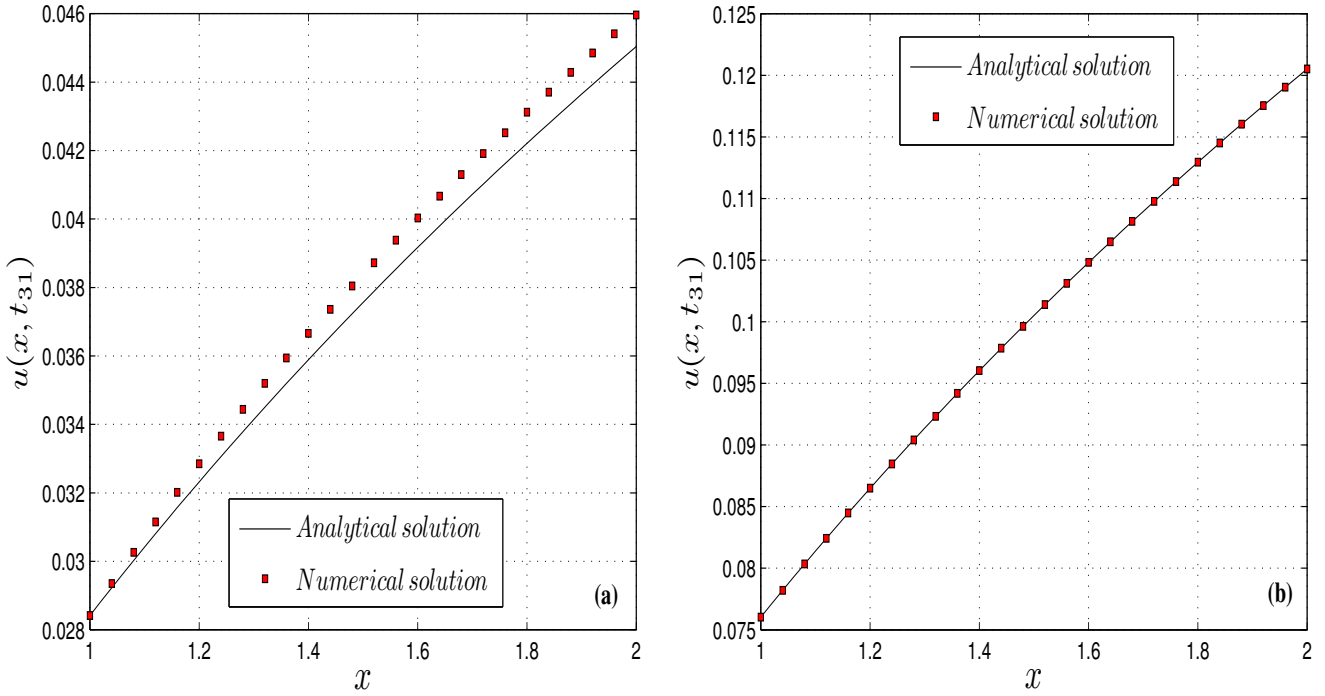 0.046
0.044
0.042
0.04
0.038
0.036
0.034
0.032
0.03
0.028
u(x, t₃₁)
1 1.2 1.4 1.6 1.8 2
x
Analytical solution
Numerical solution
(a)
0.125
0.12
0.115
0.11
0.105
0.1
0.095
0.09
0.085
0.08
0.075
u(x, t₃₁)
1 1.2 1.4 1.6 1.8 2
x
Analytical solution
Numerical solution
(b)